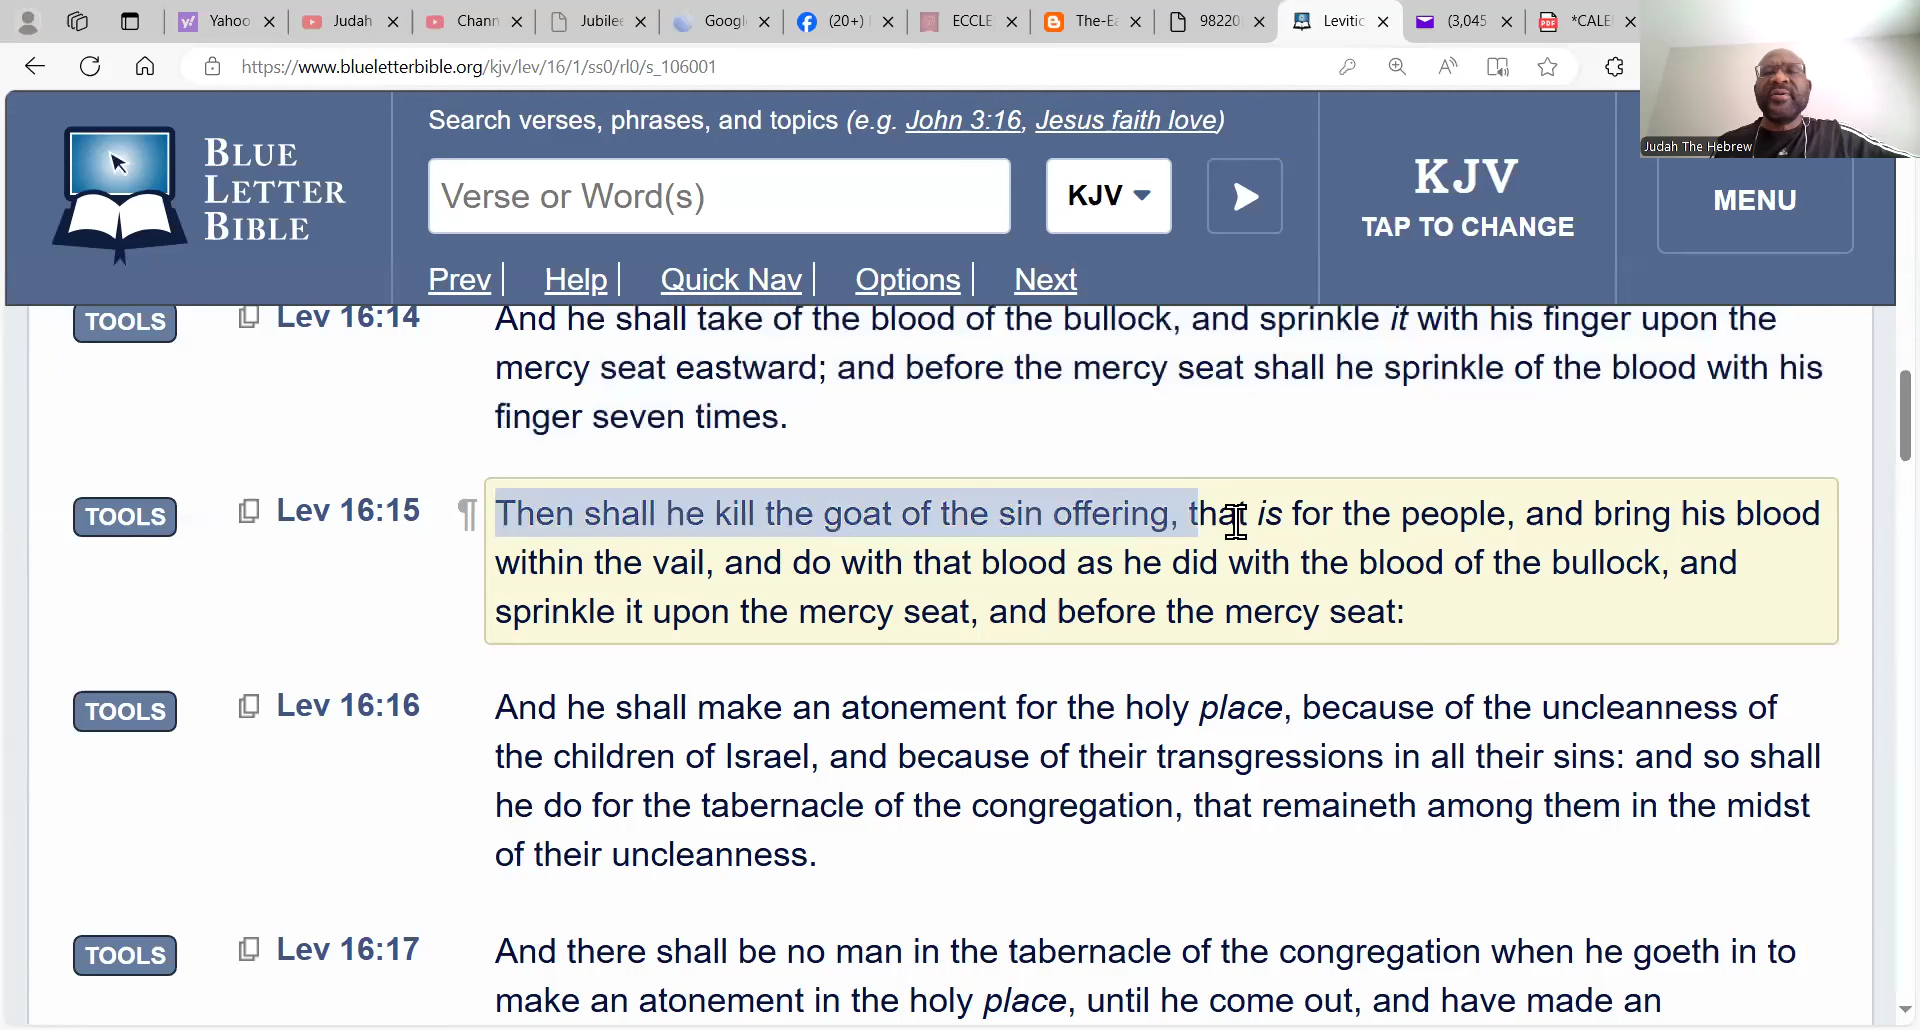 Yahoo
Judah
Chann
Jubilee
Googl
(20+)
ECCLE
The-Ea
98220
Levitic
(3,045
*CALE
https://www.blueletterbible.org/kjv/lev/16/1/ss0/rl0/s_106001
Judah The Hebrew
BLUE
LETTER
BIBLE
Search verses, phrases, and topics (e.g. John 3:16, Jesus faith love)
Verse or Word(s)
KJV
KJV
TAP TO CHANGE
MENU
Prev
Help
Quick Nav
Options
Next
TOOLS
Lev 16:14
And he shall take of the blood of the bullock, and sprinkle it with his finger upon the
mercy seat eastward; and before the mercy seat shall he sprinkle of the blood with his
finger seven times.
TOOLS
Lev 16:15
¶ Then shall he kill the goat of the sin offering, that is for the people, and bring his blood
within the vail, and do with that blood as he did with the blood of the bullock, and
sprinkle it upon the mercy seat, and before the mercy seat:
TOOLS
Lev 16:16
And he shall make an atonement for the holy place, because of the uncleanness of
the children of Israel, and because of their transgressions in all their sins: and so shall
he do for the tabernacle of the congregation, that remaineth among them in the midst
of their uncleanness.
TOOLS
Lev 16:17
And there shall be no man in the tabernacle of the congregation when he goeth in to
make an atonement in the holy place, until he come out, and have made an